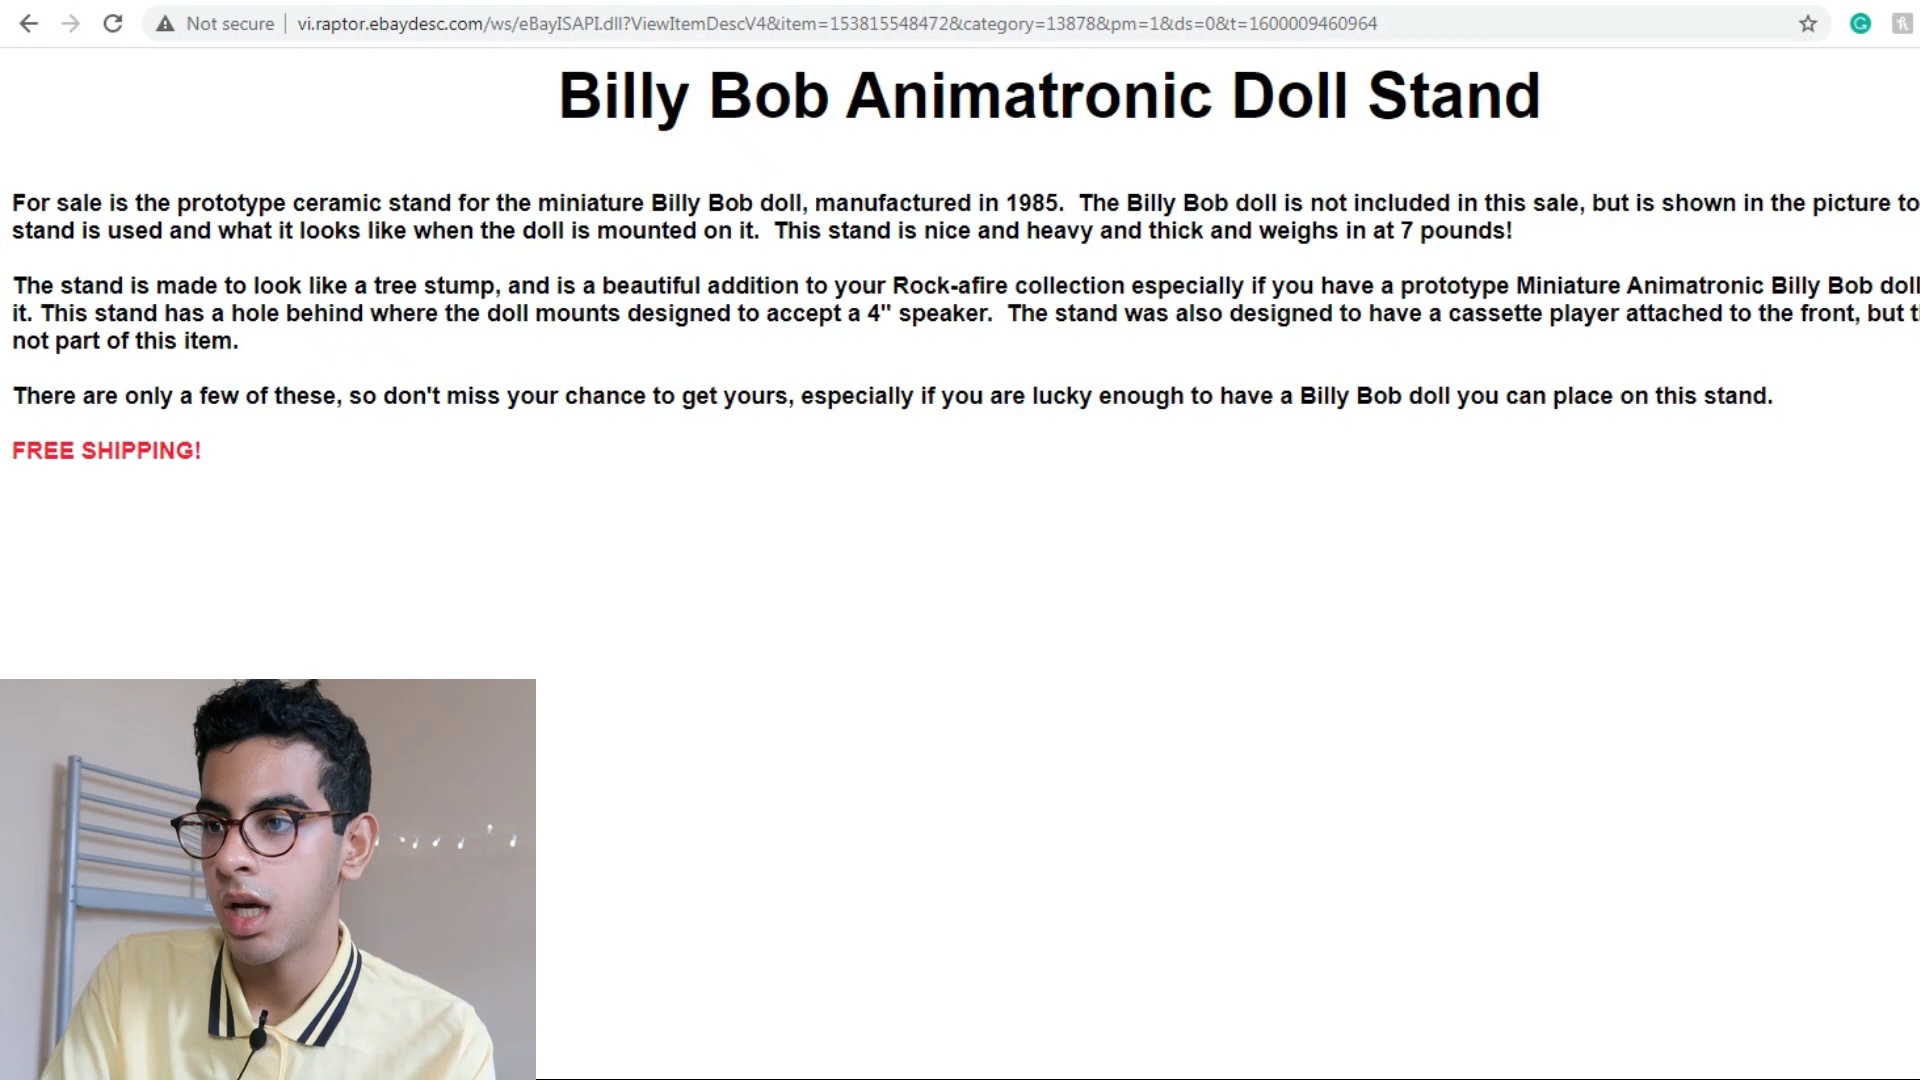 Not secure | vi.raptor.ebaydesc.com/ws/eBayISAPI.dll?ViewItemDescV4&item=153815548472&category=13878&pm=1&ds=0&t=1600009460964
Billy Bob Animatronic Doll Stand
For sale is the prototype ceramic stand for the miniature Billy Bob doll, manufactured in 1985.  The Billy Bob doll is not included in this sale, but is shown in the picture to
stand is used and what it looks like when the doll is mounted on it.  This stand is nice and heavy and thick and weighs in at 7 pounds!
The stand is made to look like a tree stump, and is a beautiful addition to your Rock-afire collection especially if you have a prototype Miniature Animatronic Billy Bob doll
it. This stand has a hole behind where the doll mounts designed to accept a 4" speaker.  The stand was also designed to have a cassette player attached to the front, but
not part of this item.
There are only a few of these, so don't miss your chance to get yours, especially if you are lucky enough to have a Billy Bob doll you can place on this stand.
FREE SHIPPING!